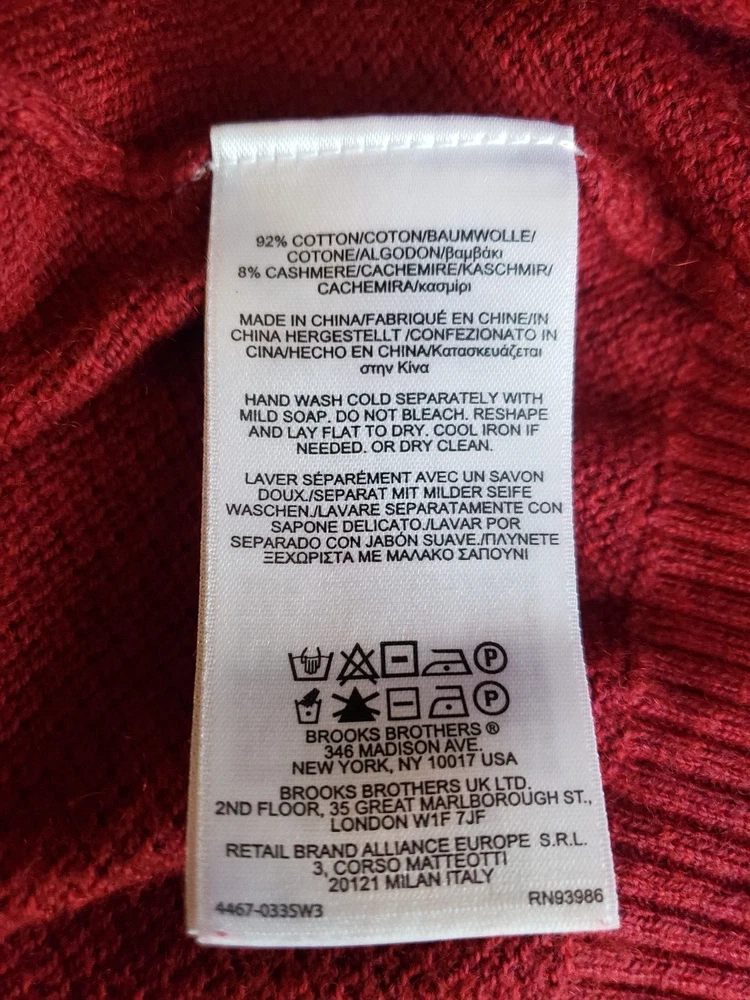 92% COTTON/COTON/BAUMWOLLE/
COTONE/ALGODON/βαμβάκι
8% CASHMERE/CACHEMIRE/KASCHMIR/
CACHEMIRA/κασμίρι
MADE IN CHINA/FABRIQUÉ EN CHINE/IN
CHINA HERGESTELLT /CONFEZIONATO IN
CINA/HECHO EN CHINA/Κατασκευάζεται
στην Κίνα
HAND WASH COLD SEPARATELY WITH
MILD SOAP. DO NOT BLEACH. RESHAPE
AND LAY FLAT TO DRY. COOL IRON IF
NEEDED. OR DRY CLEAN.
LAVER SÉPARÉMENT AVEC UN SAVON
DOUX./SEPARAT MIT MILDER SEIFE
WASCHEN./LAVARE SEPARATAMENTE CON
SAPONE DELICATO./LAVAR POR
SEPARADO CON JABÓN SUAVE./ΠΛΥΝΕΤΕ
ΞΕΧΩΡΙΣΤΑ ΜΕ ΜΑΛΑΚΟ ΣΑΠΟΥΝΙ
P
P
BROOKS BROTHERS ®
346 MADISON AVE.
NEW YORK, NY 10017 USA
BROOKS BROTHERS UK LTD.
2ND FLOOR, 35 GREAT MARLBOROUGH ST.,
LONDON W1F 7JF
RETAIL BRAND ALLIANCE EUROPE S.R.L.
3, CORSO MATTEOTTI
20121 MILAN ITALY
4467-033SW3 RN93986